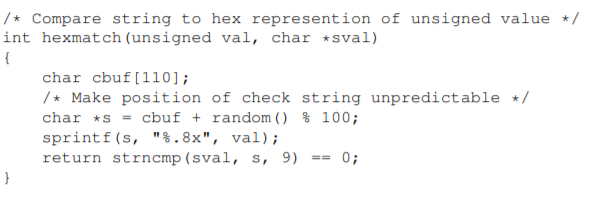 /* Compare string to hex represention of unsigned value */
int hexmatch(unsigned val, char *sval)
{
    char cbuf[110];
    /* Make position of check string unpredictable */
    char *s = cbuf + random() % 100;
    sprintf(s, "%.8x", val);
    return strncmp(sval, s, 9) == 0;
}